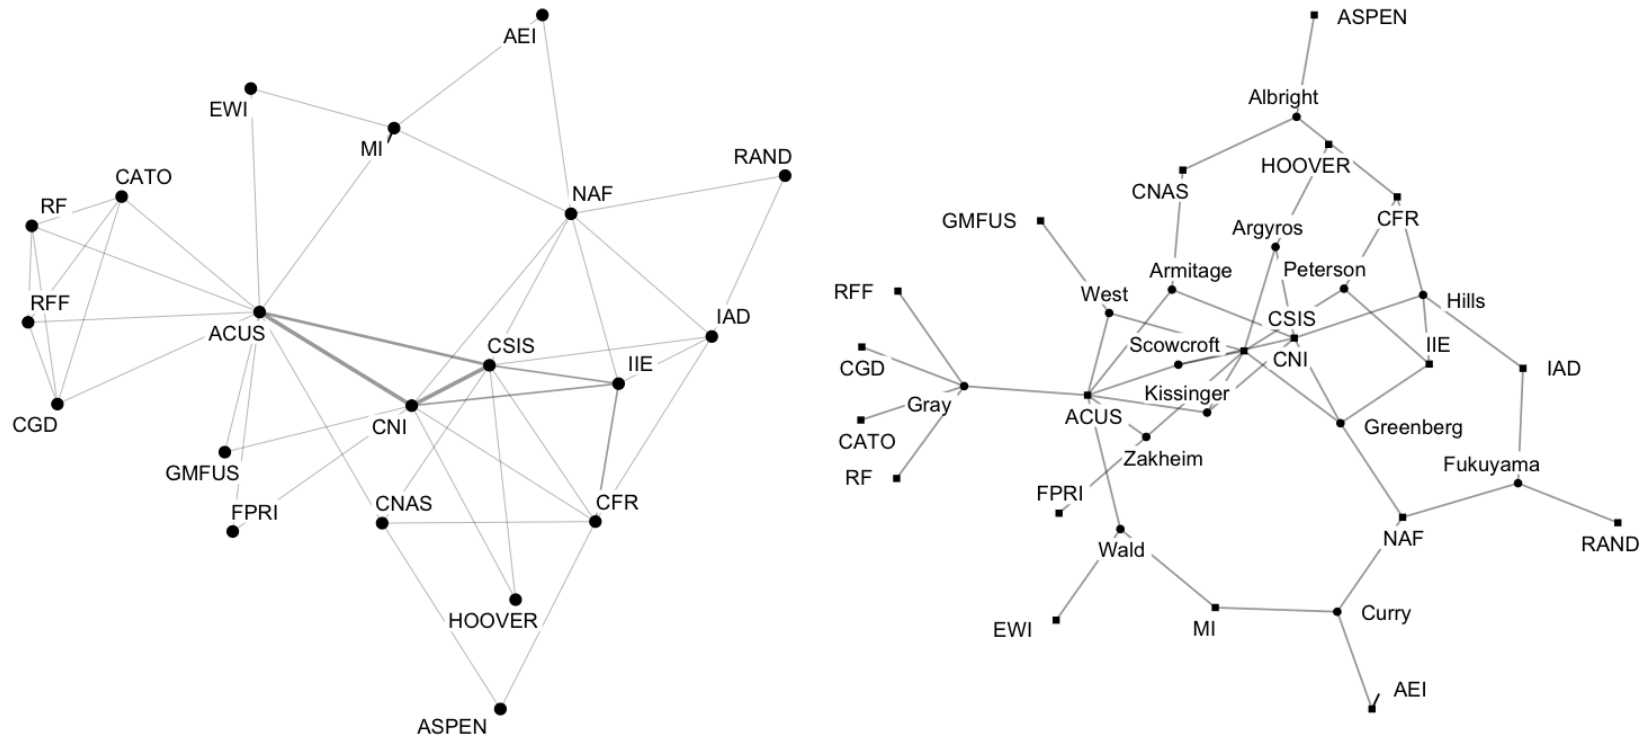 AEI
EWI
MI
RAND
CATO
NAF
RF
RFF
IAD
ACUS
CSIS
IIE
CGD
CNI
GMFUS
CNAS
CFR
FPRI
HOOVER
ASPEN
ASPEN
Albright
HOOVER
CNAS
CFR
GMFUS
Argyros
Armitage
Peterson
RFF
West
Hills
CSIS
Scowcroft
IIE
CNI
CGD
IAD
Kissinger
Gray
ACUS
Greenberg
CATO
Zakheim
Fukuyama
RF
FPRI
NAF
RAND
Wald
EWI
MI
Curry
AEI